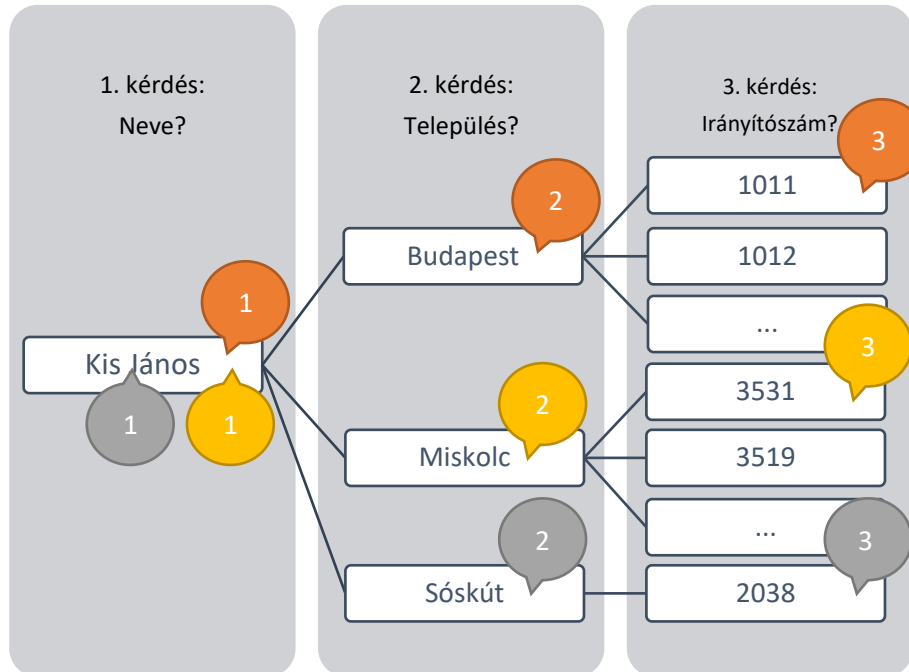 1. kérdés:
Neve?
Kis János
1
1
1
2. kérdés:
Település?
Budapest
2
Miskolc
2
Sóskút
2
3. kérdés:
Irányítószám?
3
1011
1012
...
3
3531
3519
...
3
2038